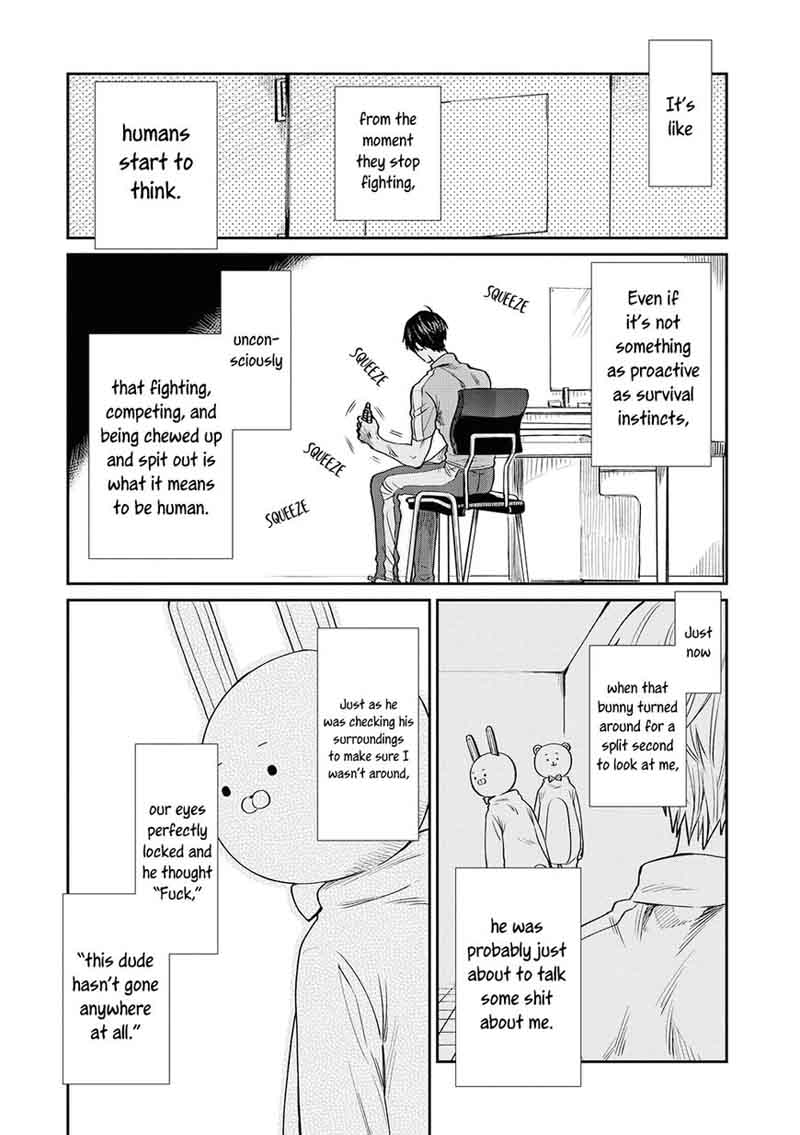 It's
like
from the
moment
they stop
fighting,
humans
start to
think.
Even if
it's not
something
as proactive
as survival
instincts,
SQUEEZE
SQUEEZE
SQUEEZE
SQUEEZE
uncon-
sciously
that fighting,
competing, and
being chewed up
and spit out is
what it means
to be human.
Just
now
when that
bunny turned
around for a
split second
to look at me,
he was
probably just
about to talk
some shit
about me.
Just as he
was checking his
surroundings
to make sure I
wasn't around,
our eyes
perfectly
locked and
he thought
"Fuck,"
"this dude
hasn't gone
anywhere
at all."